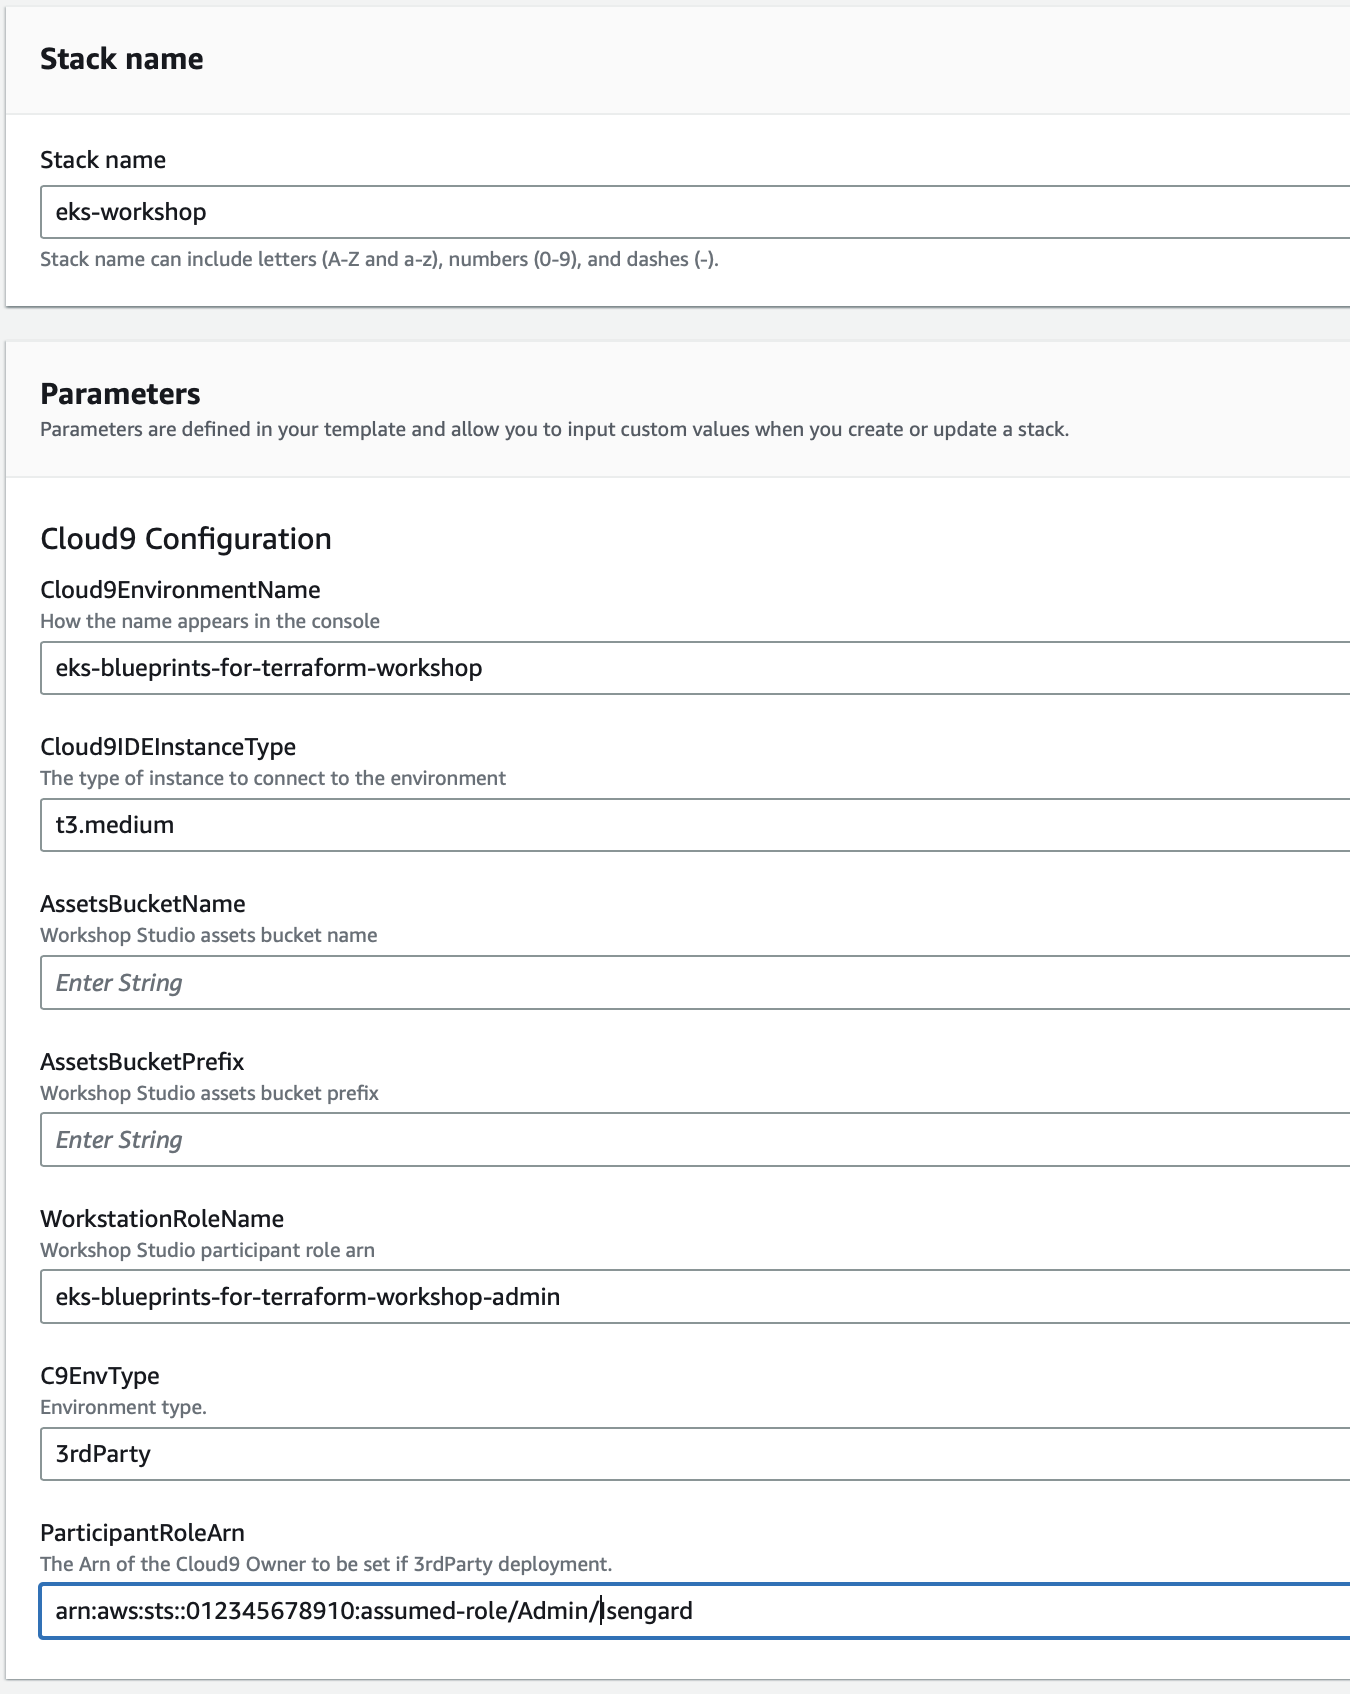 Stack name
Stack name
eks-workshop
Stack name can include letters (A-Z and a-z), numbers (0-9), and dashes (-).
Parameters
Parameters are defined in your template and allow you to input custom values when you create or update a stack.
Cloud9 Configuration
Cloud9EnvironmentName
How the name appears in the console
eks-blueprints-for-terraform-workshop
Cloud9IDEInstanceType
The type of instance to connect to the environment
t3.medium
AssetsBucketName
Workshop Studio assets bucket name
Enter String
AssetsBucketPrefix
Workshop Studio assets bucket prefix
Enter String
WorkstationRoleName
Workshop Studio participant role arn
eks-blueprints-for-terraform-workshop-admin
C9EnvType
Environment type.
3rdParty
ParticipantRoleArn
The Arn of the Cloud9 Owner to be set if 3rdParty deployment.
arn:aws:sts::012345678910:assumed-role/Admin/Isengard